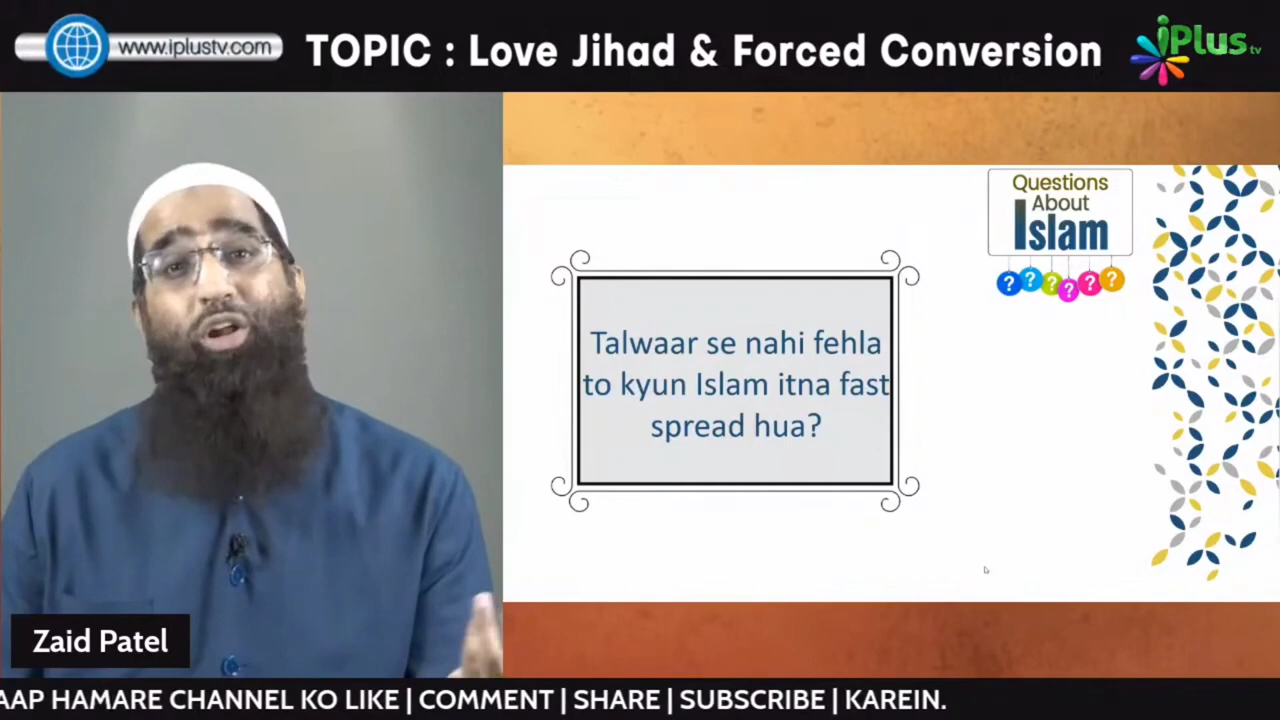 www.iplustv.com
TOPIC : Love Jihad & Forced Conversion
iPlus tv
Questions
About
Islam
? ? ? ? ? ?
Talwaar se nahi fehla
to kyun Islam itna fast
spread hua?
Zaid Patel
AAP HAMARE CHANNEL KO LIKE | COMMENT | SHARE | SUBSCRIBE | KAREIN.